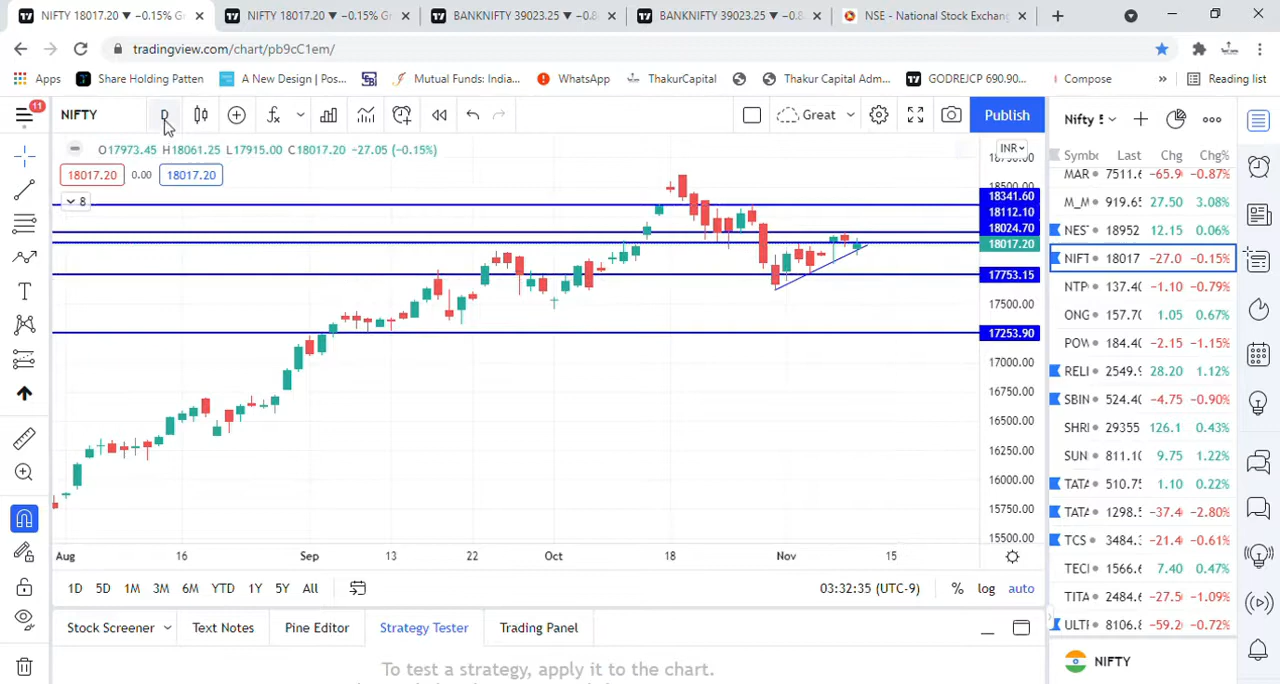 NIFTY 18017.20 ▼ −0.15% Gr
NIFTY 18017.20 ▼ −0.15% Gr
BANKNIFTY 39023.25 ▼ −0.8
BANKNIFTY 39023.25 ▼ −0.8
NSE - National Stock Exchan
tradingview.com/chart/pb9cC1em/
Apps
Share Holding Patten
A New Design | Pos...
Mutual Funds: India...
WhatsApp
ThakurCapital
Thakur Capital Adm...
GODREJCP 690.90...
Compose
»
Reading list
11
NIFTY
D
Great
Publish
Nifty 5
O17973.45 H18061.25 L17915.00 C18017.20 −27.05 (−0.15%)
INR
18017.20
0.00
18017.20
8
18750.00
18500.00
18341.60
18112.10
18024.70
18017.20
17753.15
17500.00
17253.90
17000.00
16750.00
16500.00
16250.00
16000.00
15750.00
15500.00
Symbo Last Chg Chg%
MAR 7511.6 −65.9 −0.87%
M_M 919.65 27.50 3.08%
NES 18952 12.15 0.06%
NIFT 18017 −27.0 −0.15%
NTP 137.40 −1.10 −0.79%
ONG 157.70 1.05 0.67%
POW 184.40 −2.15 −1.15%
RELI 2549.9 28.20 1.12%
SBIN 524.40 −4.75 −0.90%
SHRI 29355 126.1 0.43%
SUN 811.10 9.75 1.22%
TATA 510.75 1.10 0.22%
TATA 1298.5 −37.4 −2.80%
TCS 3484.3 −21.4 −0.61%
TECI 1566.6 7.40 0.47%
TITA 2484.6 −27.5 −1.09%
ULTI 8106.8 −59.2 −0.72%
Aug 16 Sep 13 22 Oct 18 Nov 15
1D 5D 1M 3M 6M YTD 1Y 5Y All
03:32:35 (UTC-9)
% log auto
Stock Screener
Text Notes
Pine Editor
Strategy Tester
Trading Panel
To test a strategy, apply it to the chart.
NIFTY